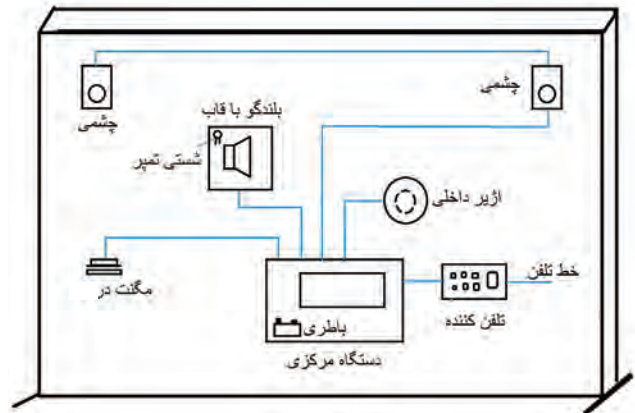 چشمی
چشمی
بلندگو با قاب
شستی تمپر
آژیر داخلی
مگنت در
خط تلفن
تلفن کننده
باطری
دستگاه مرکزی